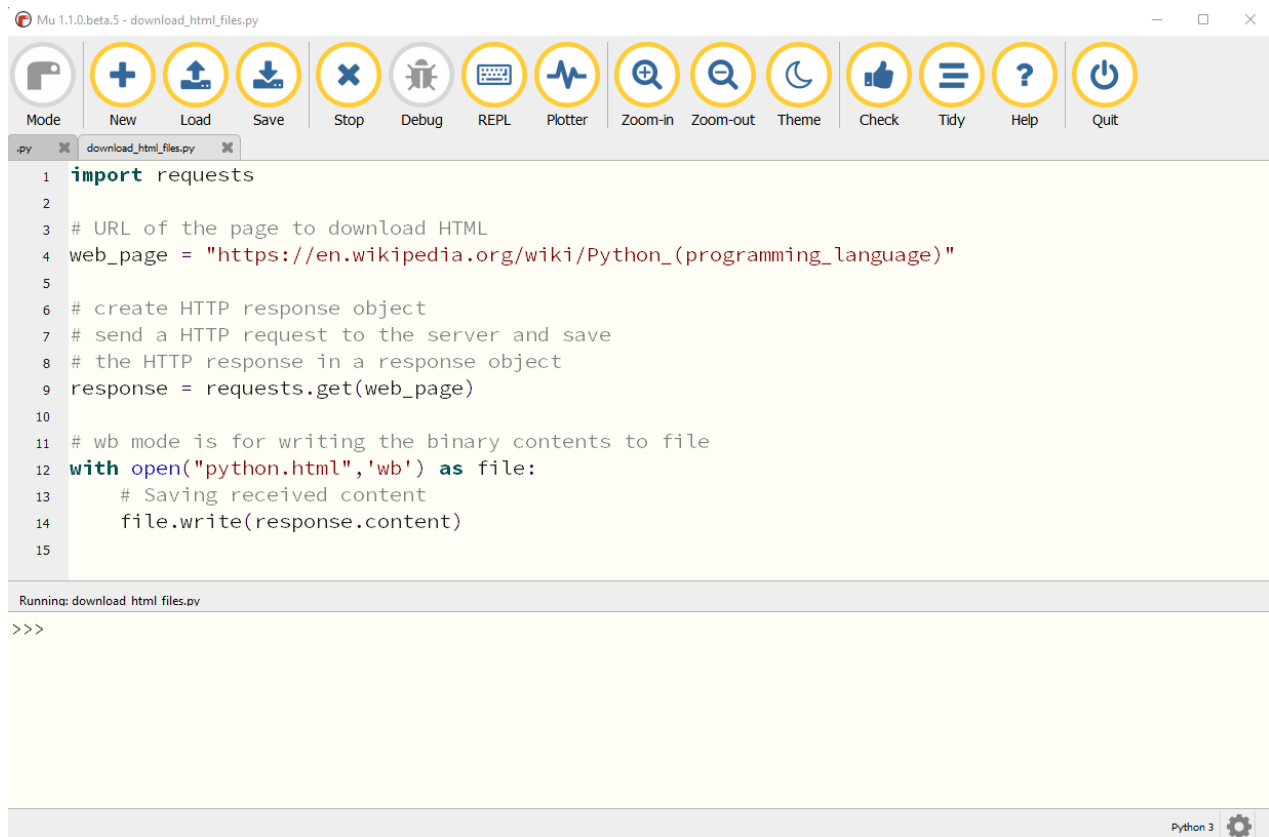 Mu 1.1.0.beta.5 - download_html_files.py
Mode New Load Save Stop Debug REPL Plotter Zoom-in Zoom-out Theme Check Tidy Help Quit
.py download_html_files.py
1 import requests
2
3 # URL of the page to download HTML
4 web_page = "https://en.wikipedia.org/wiki/Python_(programming_language)"
5
6 # create HTTP response object
7 # send a HTTP request to the server and save
8 # the HTTP response in a response object
9 response = requests.get(web_page)
10
11 # wb mode is for writing the binary contents to file
12 with open("python.html",'wb') as file:
13     # Saving received content
14     file.write(response.content)
15
Running: download_html_files.py
>>>
Python 3